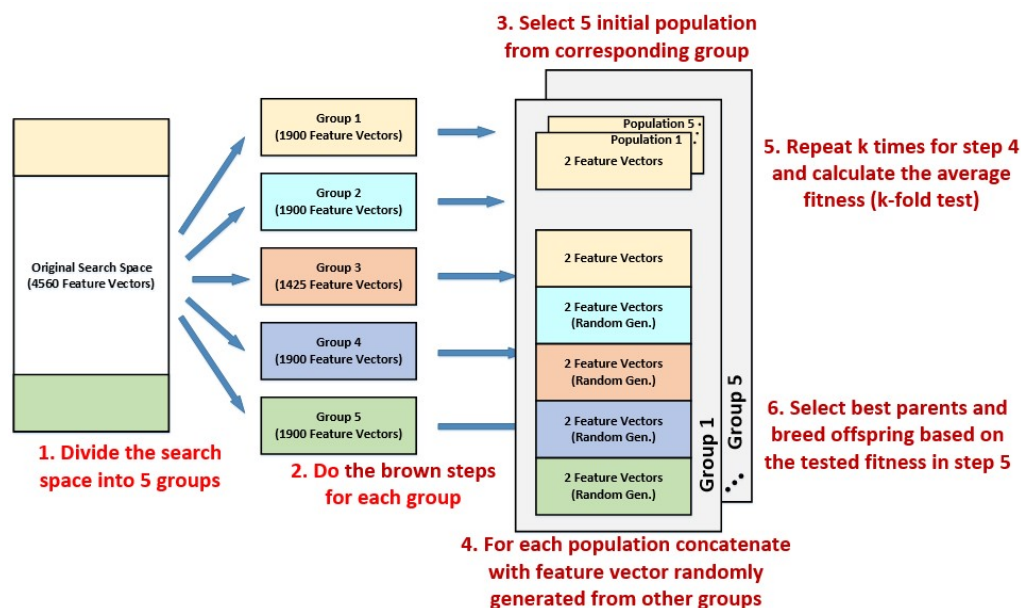 3. Select 5 initial population
from corresponding group
Original Search Space
(4560 Feature Vectors)
1. Divide the search
space into 5 groups
Group 1
(1900 Feature Vectors)
Group 2
(1900 Feature Vectors)
Group 3
(1425 Feature Vectors)
Group 4
(1900 Feature Vectors)
Group 5
(1900 Feature Vectors)
2. Do the brown steps
for each group
Population 5
Population 1
2 Feature Vectors
2 Feature Vectors
2 Feature Vectors
(Random Gen.)
2 Feature Vectors
(Random Gen.)
2 Feature Vectors
(Random Gen.)
2 Feature Vectors
(Random Gen.)
Group 1
Group 5
4. For each population concatenate
with feature vector randomly
generated from other groups
5. Repeat k times for step 4
and calculate the average
fitness (k-fold test)
6. Select best parents and
breed offspring based on
the tested fitness in step 5